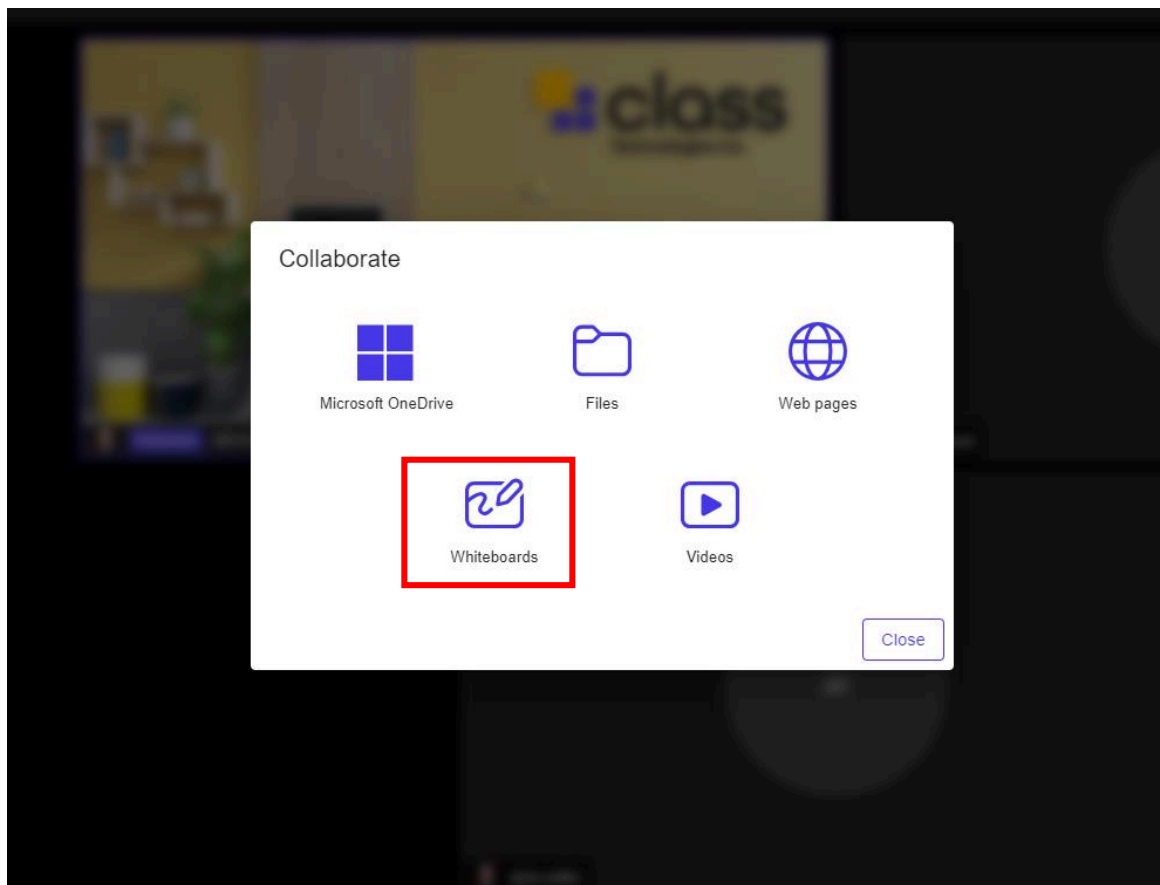 class
Collaborate
Microsoft OneDrive
Files
Web pages
Whiteboards
Videos
Close